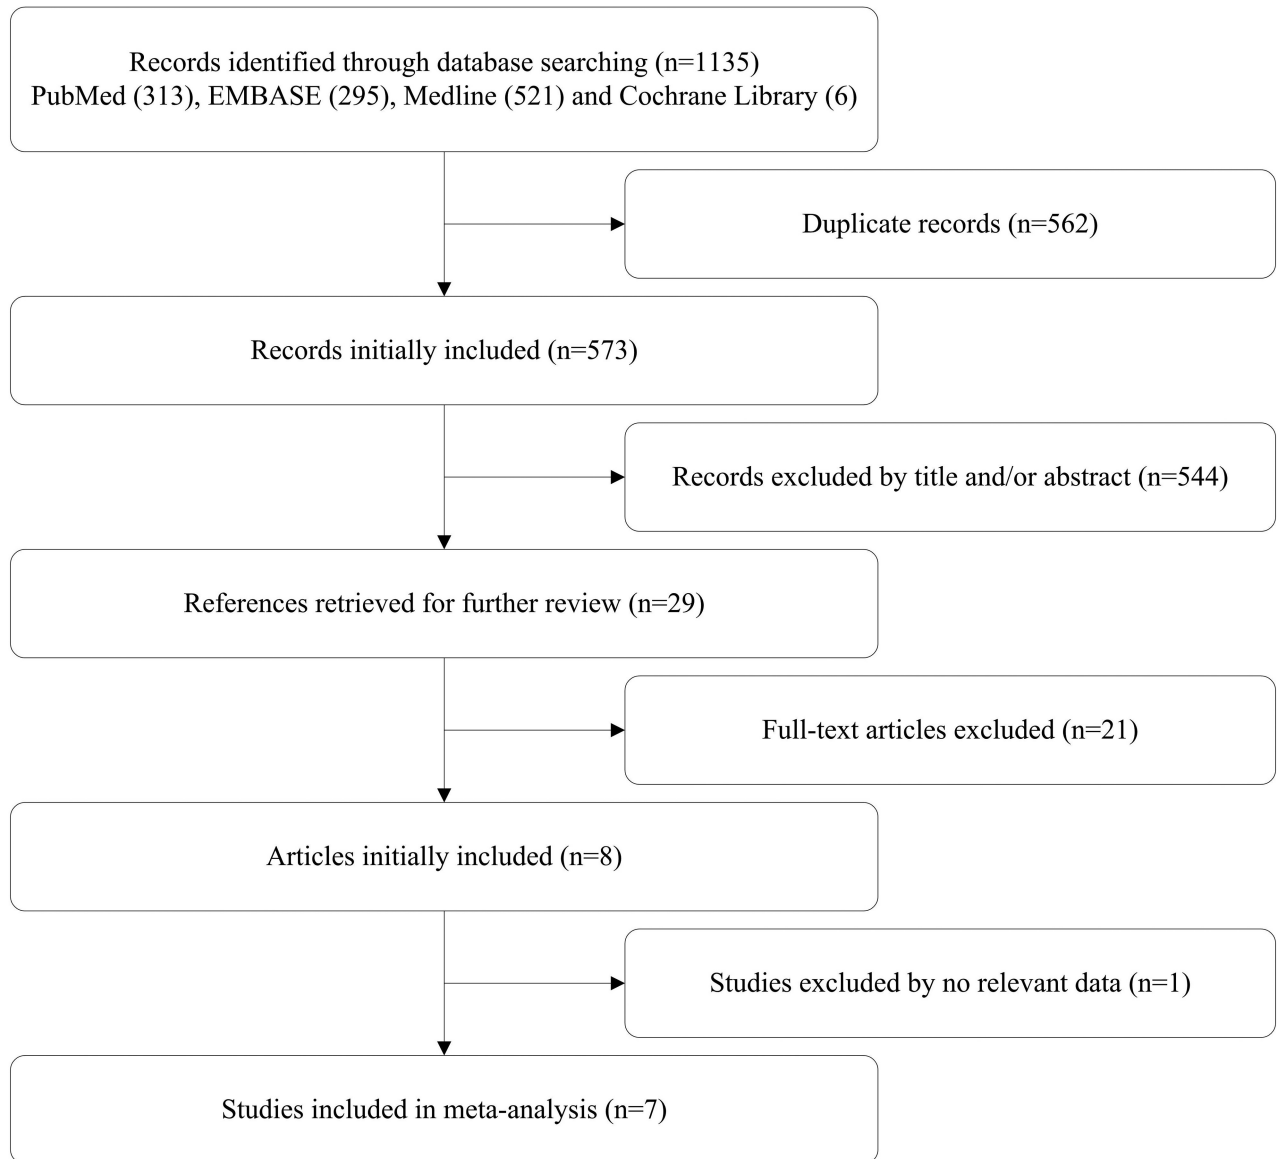 Records identified through database searching (n=1135)
PubMed (313), EMBASE (295), Medline (521) and Cochrane Library (6)
Duplicate records (n=562)
Records initially included (n=573)
Records excluded by title and/or abstract (n=544)
References retrieved for further review (n=29)
Full-text articles excluded (n=21)
Articles initially included (n=8)
Studies excluded by no relevant data (n=1)
Studies included in meta-analysis (n=7)